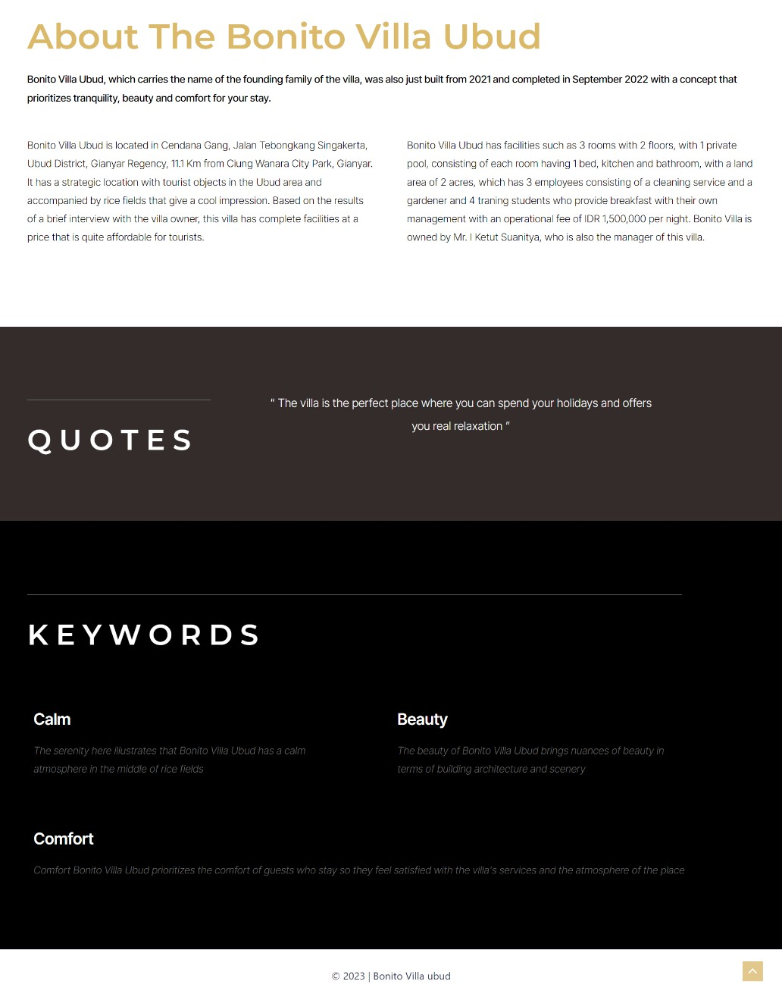 About The Bonito Villa Ubud
Bonito Villa Ubud, which carries the name of the founding family of the villa, was also just built from 2021 and completed in September 2022 with a concept that
prioritizes tranquility, beauty and comfort for your stay.
Bonito Villa Ubud is located in Cendana Gang, Jalan Tebongkang Singakerta,
Ubud District, Gianyar Regency, 11.1 Km from Ciung Wanara City Park, Gianyar.
It has a strategic location with tourist objects in the Ubud area and
accompanied by rice fields that give a cool impression. Based on the results
of a brief interview with the villa owner, this villa has complete facilities at a
price that is quite affordable for tourists.
Bonito Villa Ubud has facilities such as 3 rooms with 2 floors, with 1 private
pool, consisting of each room having 1 bed, kitchen and bathroom, with a land
area of 2 acres, which has 3 employees consisting of a cleaning service and a
gardener and 4 traning students who provide breakfast with their own
management with an operational fee of IDR 1,500,000 per night. Bonito Villa is
owned by Mr. I Ketut Suanitya, who is also the manager of this villa.
QUOTES
“ The villa is the perfect place where you can spend your holidays and offers
you real relaxation ”
KEYWORDS
Calm
The serenity here illustrates that Bonito Villa Ubud has a calm
atmosphere in the middle of rice fields
Beauty
The beauty of Bonito Villa Ubud brings nuances of beauty in
terms of building architecture and scenery
Comfort
Comfort Bonito Villa Ubud prioritizes the comfort of guests who stay so they feel satisfied with the villa's services and the atmosphere of the place
© 2023 | Bonito Villa ubud